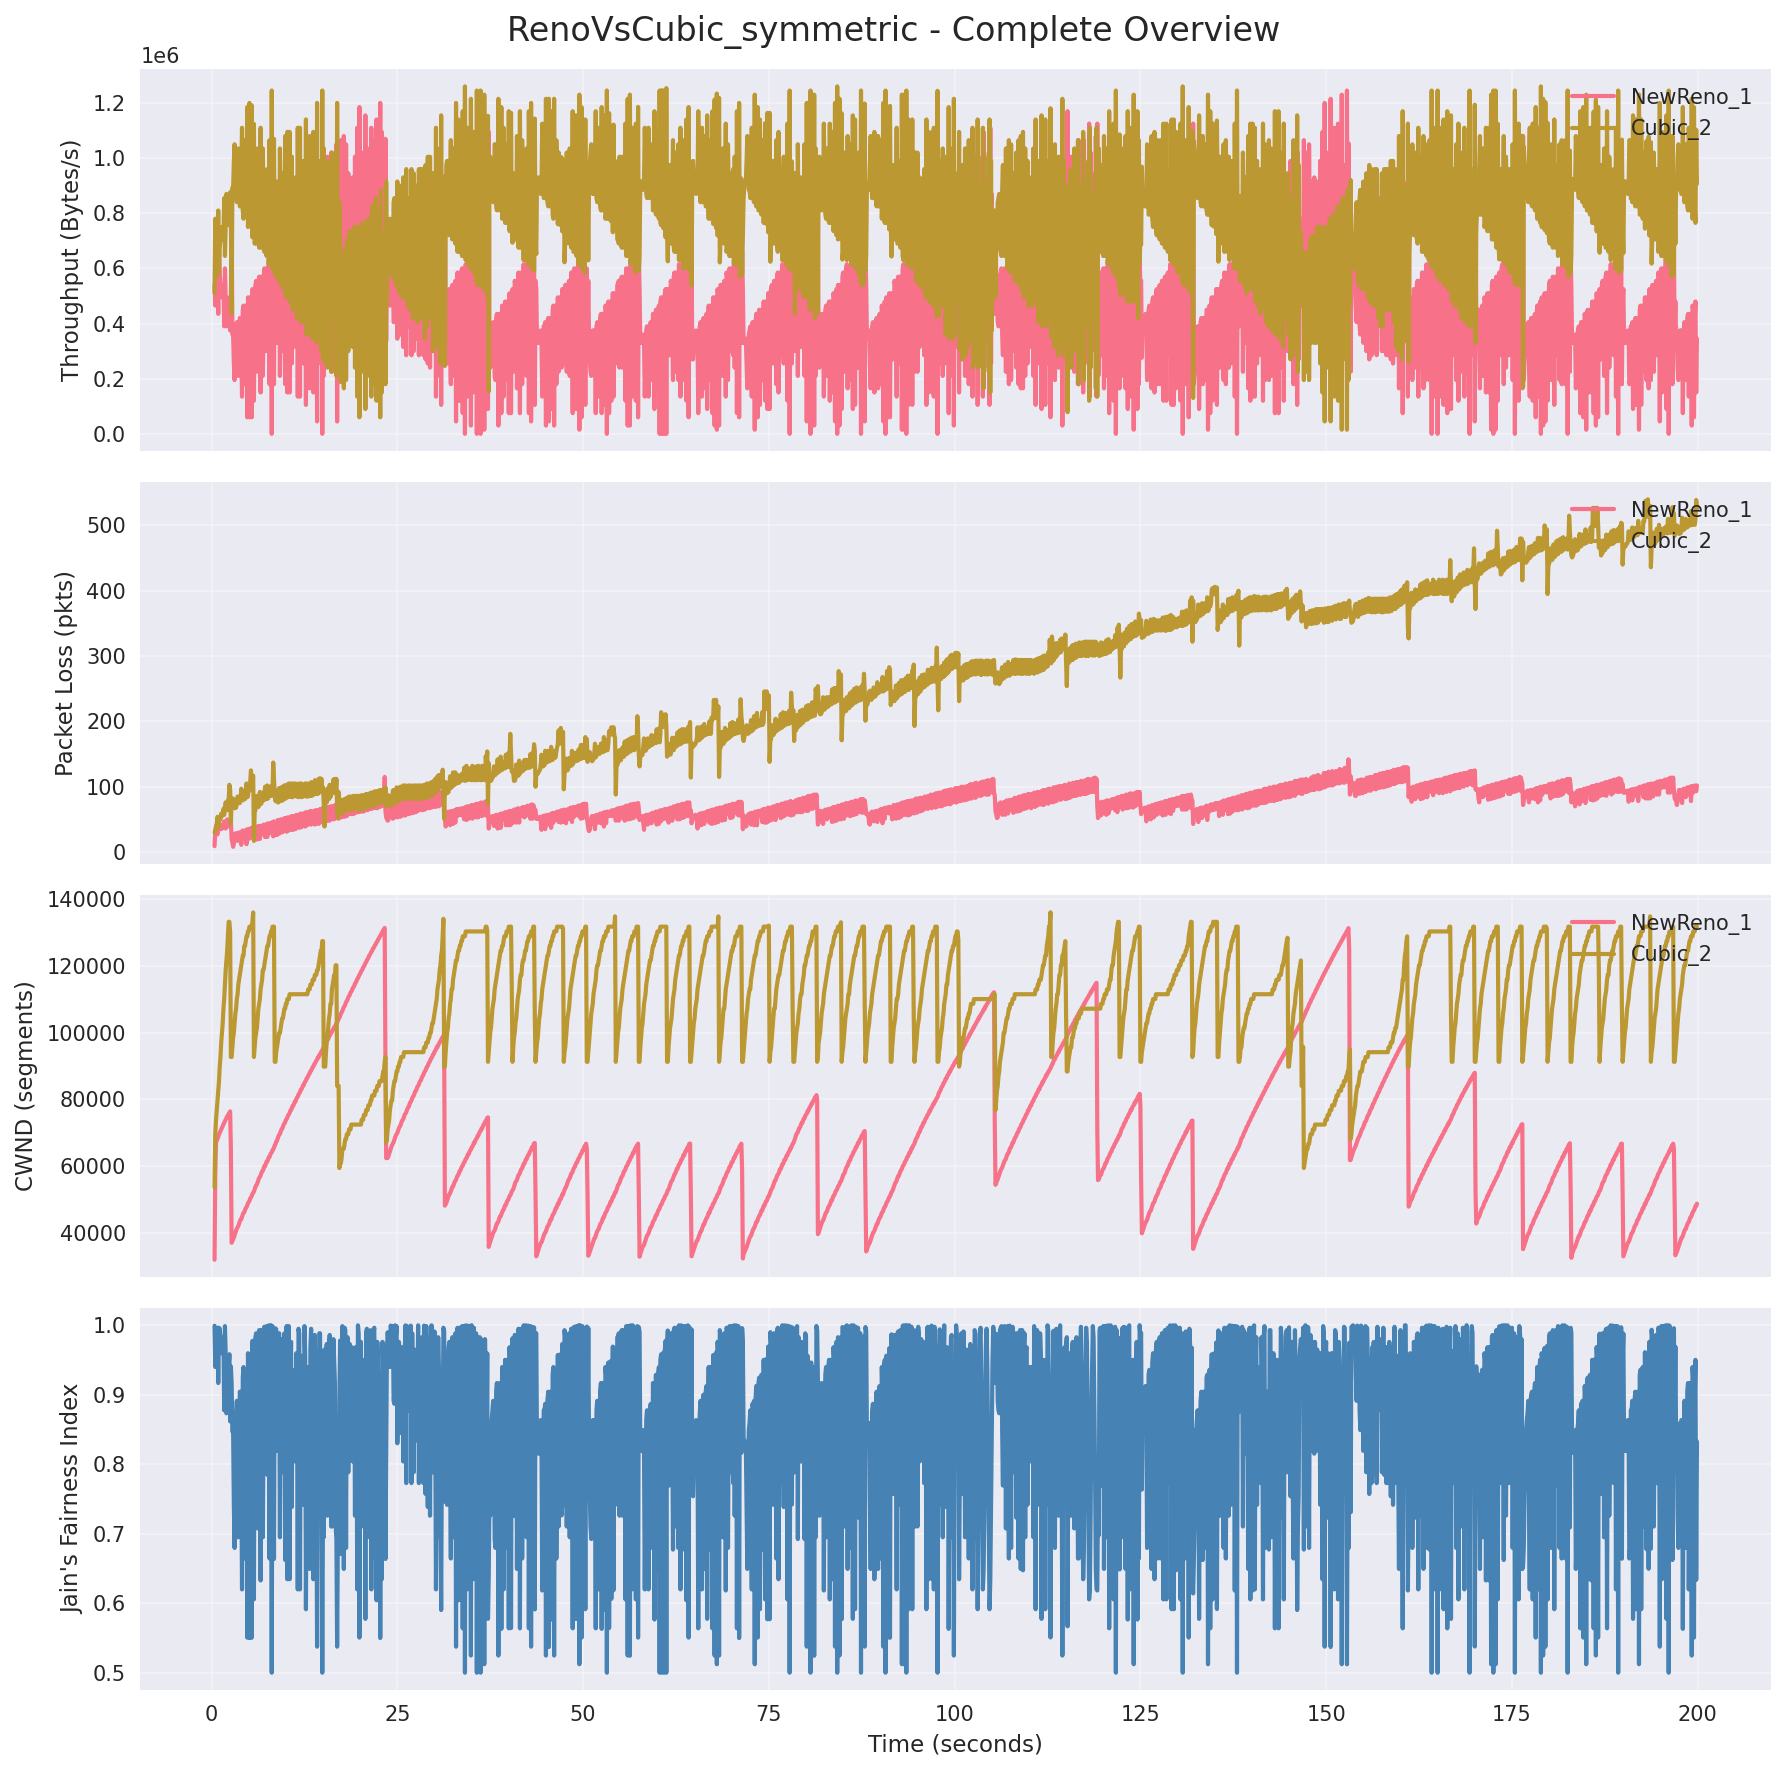 RenoVsCubic_symmetric - Complete Overview
1e6
Throughput (Bytes/s)
1.2
1.0
0.8
0.6
0.4
0.2
0.0
NewReno_1
Cubic_2
Packet Loss (pkts)
500
400
300
200
100
0
NewReno_1
Cubic_2
CWND (segments)
140000
120000
100000
80000
60000
40000
NewReno_1
Cubic_2
Jain's Fairness Index
1.0
0.9
0.8
0.7
0.6
0.5
0 25 50 75 100 125 150 175 200
Time (seconds)